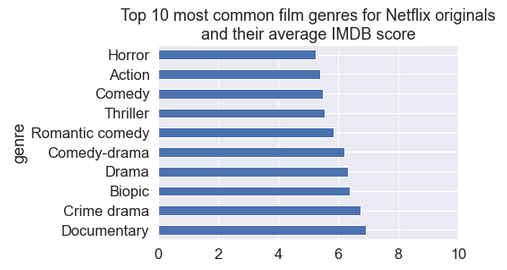 Top 10 most common film genres for Netflix originals
and their average IMDB score
Horror
Action
Comedy
Thriller
Romantic comedy
Comedy-drama
Drama
Biopic
Crime drama
Documentary
genre
0 2 4 6 8 10